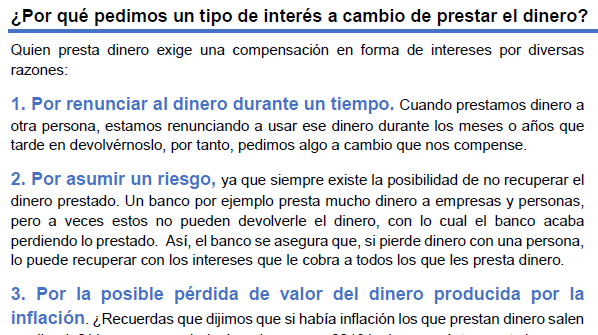 ¿Por qué pedimos un tipo de interés a cambio de prestar el dinero?
Quien presta dinero exige una compensación en forma de intereses por diversas
razones:
1. Por renunciar al dinero durante un tiempo. Cuando prestamos dinero a
otra persona, estamos renunciando a usar ese dinero durante los meses o años que
tarde en devolvérnoslo, por tanto, pedimos algo a cambio que nos compense.
2. Por asumir un riesgo, ya que siempre existe la posibilidad de no recuperar el
dinero prestado. Un banco por ejemplo presta mucho dinero a empresas y personas,
pero a veces estos no pueden devolverle el dinero, con lo cual el banco acaba
perdiendo lo prestado. Así, el banco se asegura que, si pierde dinero con una persona,
lo puede recuperar con los intereses que le cobra a todos los que les presta dinero.
3. Por la posible pérdida de valor del dinero producida por la
inflación. ¿Recuerdas que dijimos que si había inflación los que prestan dinero salen